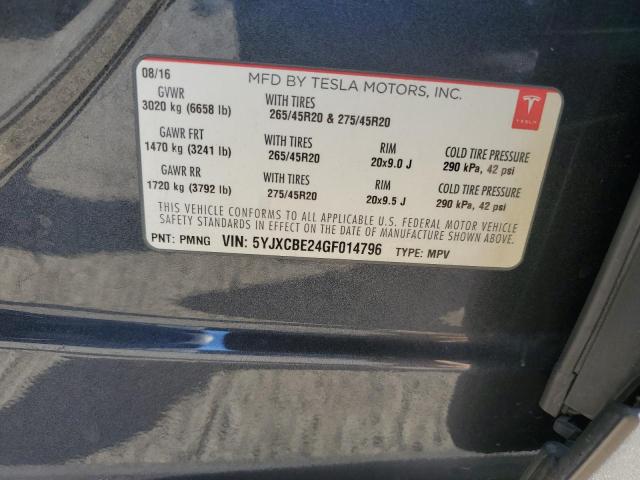 08/16
MFD BY TESLA MOTORS, INC.
TESLA
GVWR
3020 kg (6658 lb)
WITH TIRES
265/45R20 & 275/45R20
GAWR FRT
1470 kg (3241 lb)
WITH TIRES
265/45R20
RIM
20x9.0 J
COLD TIRE PRESSURE
290 kPa, 42 psi
GAWR RR
1720 kg (3792 lb)
WITH TIRES
275/45R20
RIM
20x9.5 J
COLD TIRE PRESSURE
290 kPa, 42 psi
THIS VEHICLE CONFORMS TO ALL APPLICABLE U.S. FEDERAL MOTOR VEHICLE
SAFETY STANDARDS IN EFFECT ON THE DATE OF MANUFACTURE SHOWN ABOVE.
PNT: PMNG VIN: 5YJXCBE24GF014796 TYPE: MPV